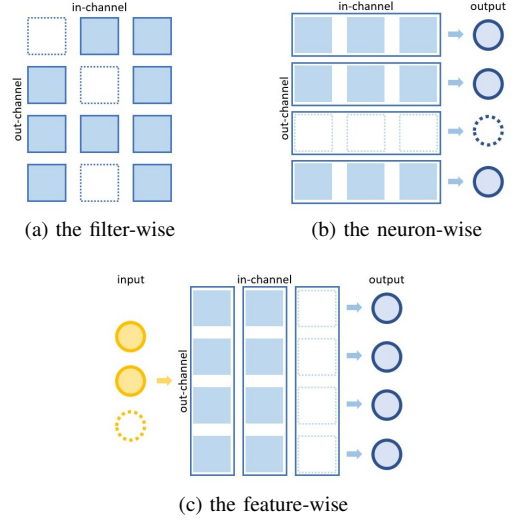 in-channel
out-channel
(a) the filter-wise
in-channel
output
out-channel
(b) the neuron-wise
input
in-channel
output
out-channel
(c) the feature-wise